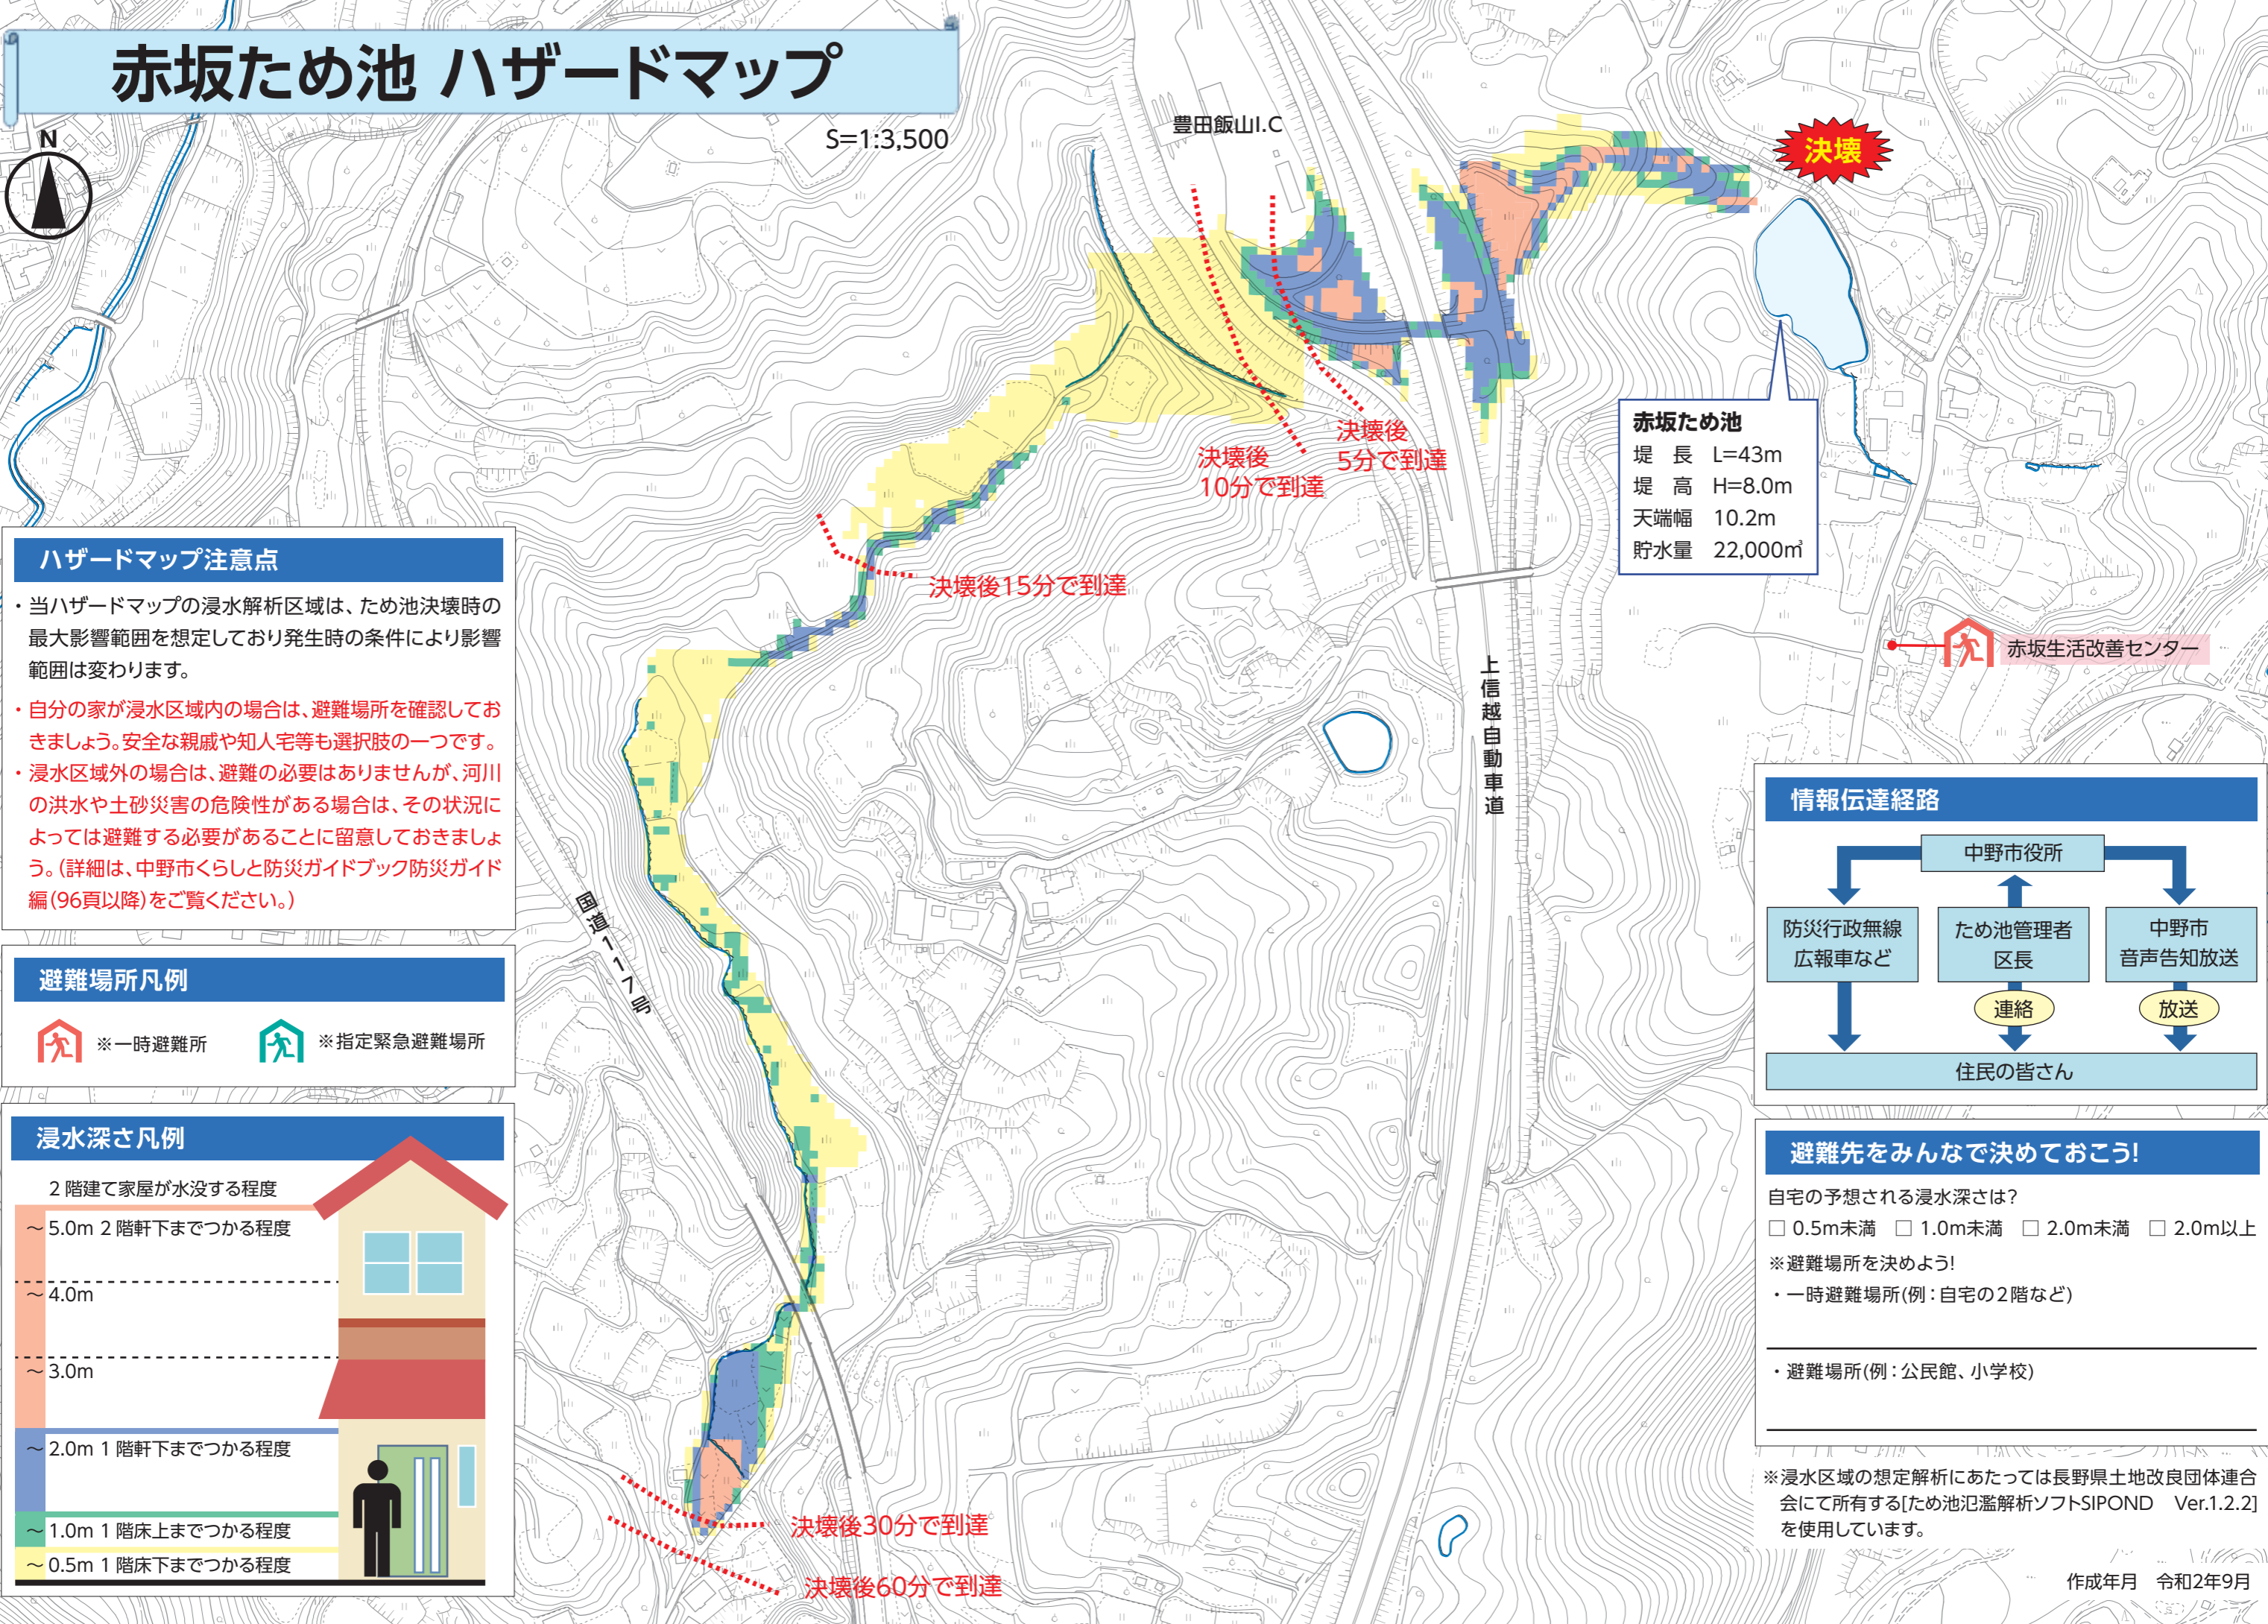 赤坂ため池 ハザードマップ
S=1:3,500
N
豊田飯山I.C
決壊
決壊後
5分で到達
決壊後
10分で到達
決壊後15分で到達
赤坂ため池
堤 長 L=43m
堤 高 H=8.0m
天端幅 10.2m
貯水量 22,000㎥
赤坂生活改善センター
上信越自動車道
国道117号
決壊後30分で到達
決壊後60分で到達
ハザードマップ注意点
・当ハザードマップの浸水解析区域は、ため池決壊時の
最大影響範囲を想定しており発生時の条件により影響
範囲は変わります。
・自分の家が浸水区域内の場合は、避難場所を確認してお
きましょう。安全な親戚や知人宅等も選択肢の一つです。
・浸水区域外の場合は、避難の必要はありませんが、河川
の洪水や土砂災害の危険性がある場合は、その状況に
よっては避難する必要があることに留意しておきましょ
う。(詳細は、中野市くらしと防災ガイドブック防災ガイド
編(96頁以降)をご覧ください。)
避難場所凡例
※一時避難所
※指定緊急避難場所
浸水深さ凡例
2階建て家屋が水没する程度
～5.0m 2階軒下までつかる程度
～4.0m
～3.0m
～2.0m 1階軒下までつかる程度
～1.0m 1階床上までつかる程度
～0.5m 1階床下までつかる程度
情報伝達経路
中野市役所
防災行政無線
広報車など
ため池管理者
区長
中野市
音声告知放送
連絡
放送
住民の皆さん
避難先をみんなで決めておこう!
自宅の予想される浸水深さは?
□ 0.5m未満 □ 1.0m未満 □ 2.0m未満 □ 2.0m以上
※避難場所を決めよう!
・一時避難場所(例：自宅の2階など)
・避難場所(例：公民館、小学校)
※浸水区域の想定解析にあたっては長野県土地改良団体連合
会にて所有する[ため池氾濫解析ソフトSIPOND Ver.1.2.2]
を使用しています。
作成年月 令和2年9月